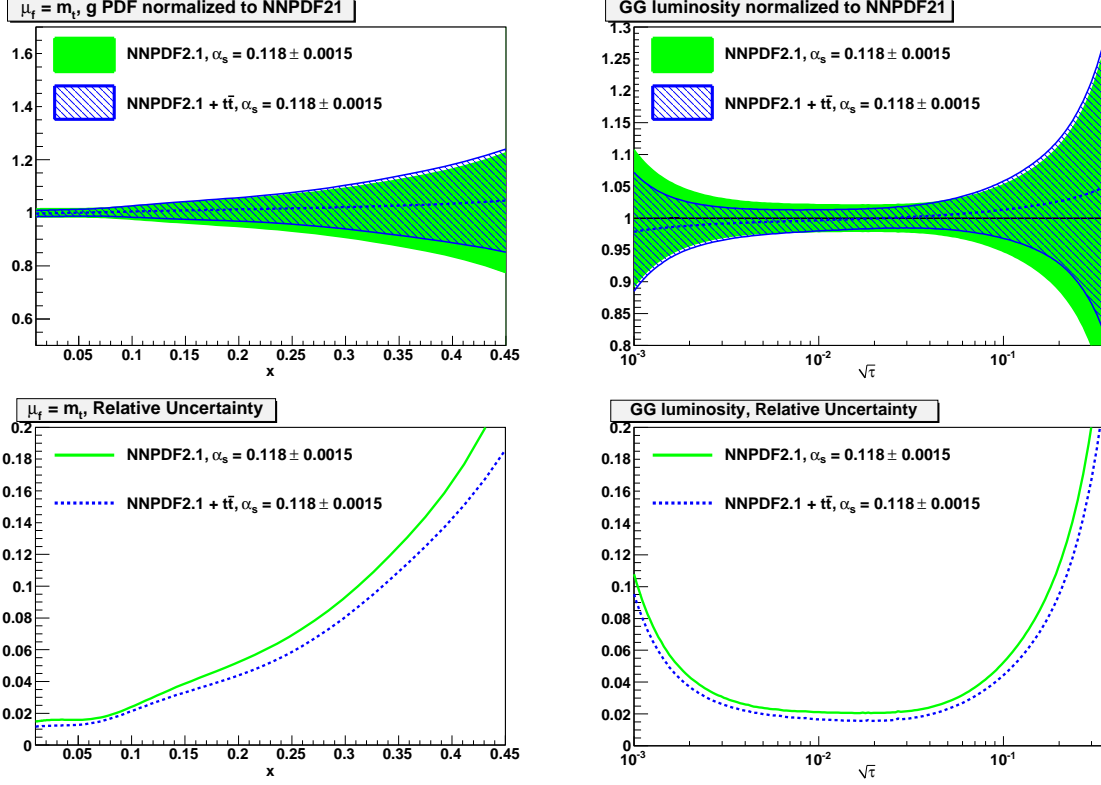 μf = mt, g PDF normalized to NNPDF21
1.6
1.4
1.2
1
0.8
0.6
NNPDF2.1, αs = 0.118 ± 0.0015
NNPDF2.1 + tt̄, αs = 0.118 ± 0.0015
0.05 0.1 0.15 0.2 0.25 0.3 0.35 0.4 0.45
x
GG luminosity normalized to NNPDF21
1.3
1.25
1.2
1.15
1.1
1.05
1
0.95
0.9
0.85
0.8
NNPDF2.1, αs = 0.118 ± 0.0015
NNPDF2.1 + tt̄, αs = 0.118 ± 0.0015
10⁻³ 10⁻² 10⁻¹
√τ
μf = mt, Relative Uncertainty
0.2
0.18
0.16
0.14
0.12
0.1
0.08
0.06
0.04
0.02
0
NNPDF2.1, αs = 0.118 ± 0.0015
NNPDF2.1 + tt̄, αs = 0.118 ± 0.0015
0.05 0.1 0.15 0.2 0.25 0.3 0.35 0.4 0.45
x
GG luminosity, Relative Uncertainty
0.2
0.18
0.16
0.14
0.12
0.1
0.08
0.06
0.04
0.02
0
NNPDF2.1, αs = 0.118 ± 0.0015
NNPDF2.1 + tt̄, αs = 0.118 ± 0.0015
10⁻³ 10⁻² 10⁻¹
√τ